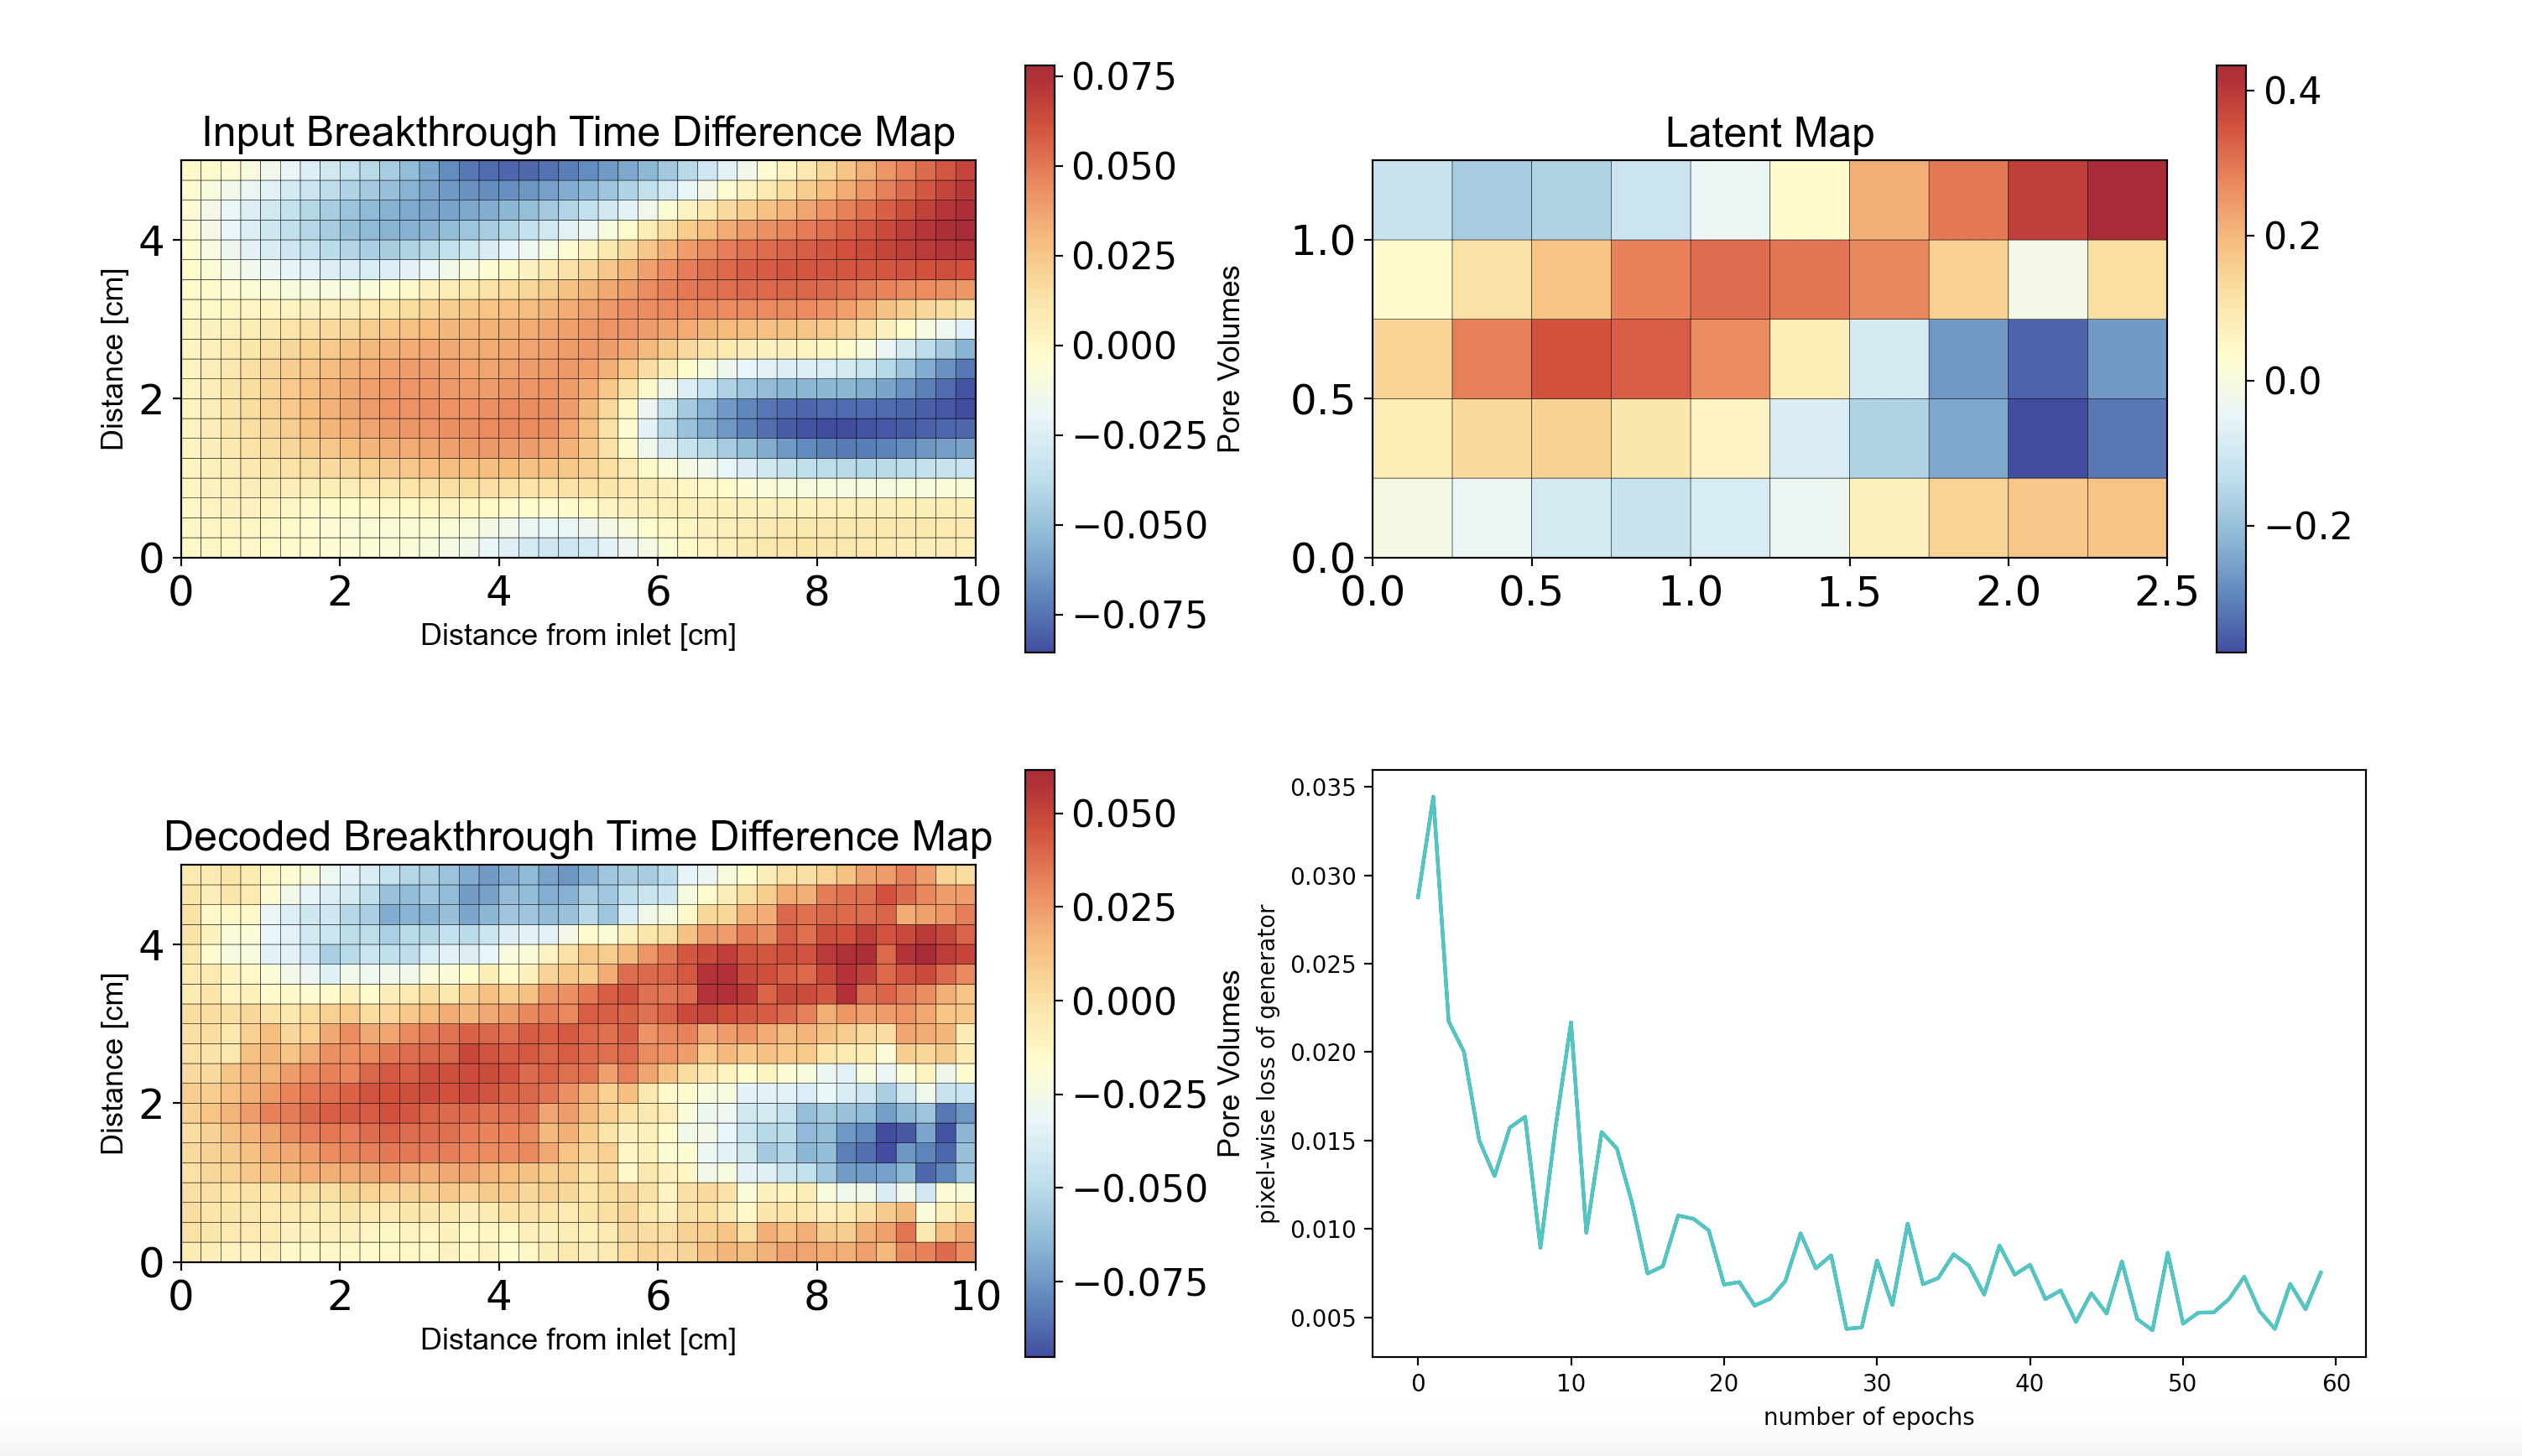 Input Breakthrough Time Difference Map
Distance [cm]
4
2
0
0 2 4 6 8 10
Distance from inlet [cm]
0.075
0.050
0.025
0.000
−0.025
−0.050
−0.075
Pore Volumes
Latent Map
1.0
0.5
0.0
0.0 0.5 1.0 1.5 2.0 2.5
0.4
0.2
0.0
−0.2
Decoded Breakthrough Time Difference Map
Distance [cm]
4
2
0
0 2 4 6 8 10
Distance from inlet [cm]
0.050
0.025
0.000
−0.025
−0.050
−0.075
Pore Volumes
pixel-wise loss of generator
0.035
0.030
0.025
0.020
0.015
0.010
0.005
0 10 20 30 40 50 60
number of epochs